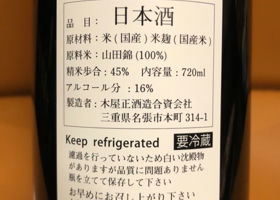 品目：日本酒
原材料：米(国産)米麹(国産米)
原料米：山田錦(100%)
精米歩合：45%　内容量：720ml
アルコール分　：16%
製造者：木屋正酒造合資会社
三重県名張市本町 314-1
Keep refrigerated 要冷蔵
濾過を行っていないため白い沈殿物
がありますが品質に問題ありません
瓶を立てて保存して下さい
お早めにお召し上がり下さい